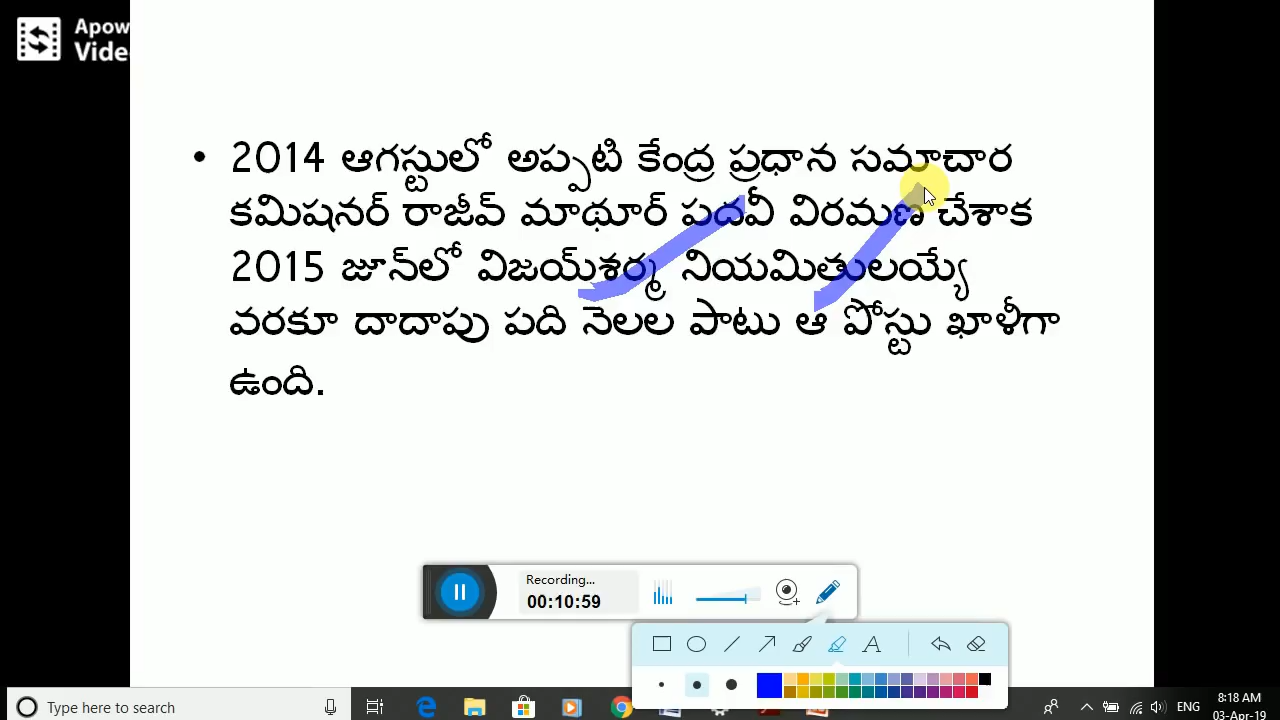 Apow
Vide
• 2014 ఆగస్టులో అప్పటి కేంద్ర ప్రధాన సమాచార
కమిషనర్ రాజీవ్ మాథూర్ పదవీ విరమణ చేశాక
2015 జూన్‌లో విజయ్‌శర్మ నియమితులయ్యే
వరకూ దాదాపు పది నెలల పాటు ఆ పోస్టు ఖాళీగా
ఉంది.
Recording...
00:10:59
A
Type here to search
ENG
8:18 AM
03-Apr-19